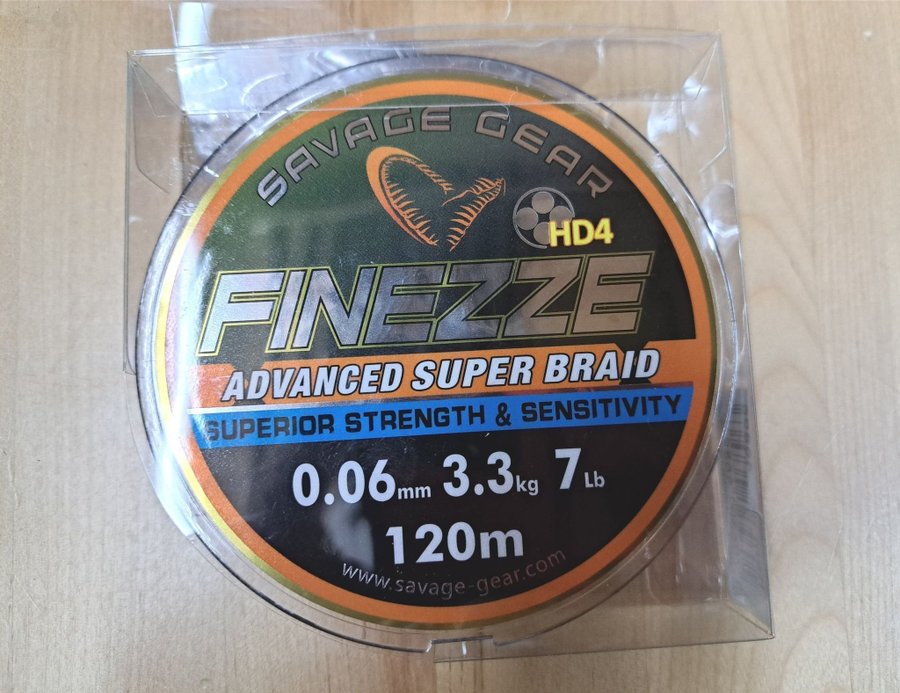 SAVAGE GEAR
HD4
FINEZZE
ADVANCED SUPER BRAID
SUPERIOR STRENGTH & SENSITIVITY
0.06mm 3.3kg 7Lb
120m
www.savage-gear.com